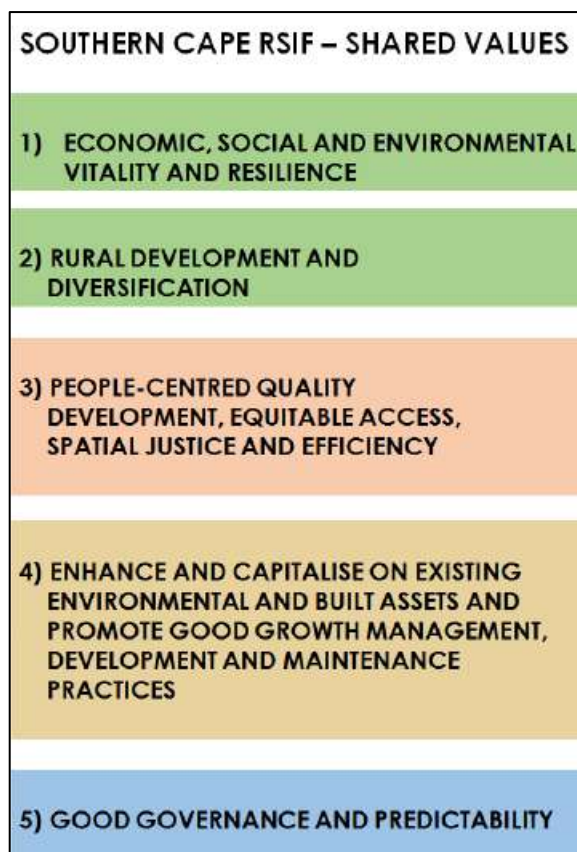 SOUTHERN CAPE RSIF – SHARED VALUES
1) ECONOMIC, SOCIAL AND ENVIRONMENTAL
VITALITY AND RESILIENCE
2) RURAL DEVELOPMENT AND
DIVERSIFICATION
3) PEOPLE-CENTRED QUALITY
DEVELOPMENT, EQUITABLE ACCESS,
SPATIAL JUSTICE AND EFFICIENCY
4) ENHANCE AND CAPITALISE ON EXISTING
ENVIRONMENTAL AND BUILT ASSETS AND
PROMOTE GOOD GROWTH MANAGEMENT,
DEVELOPMENT AND MAINTENANCE
PRACTICES
5) GOOD GOVERNANCE AND PREDICTABILITY